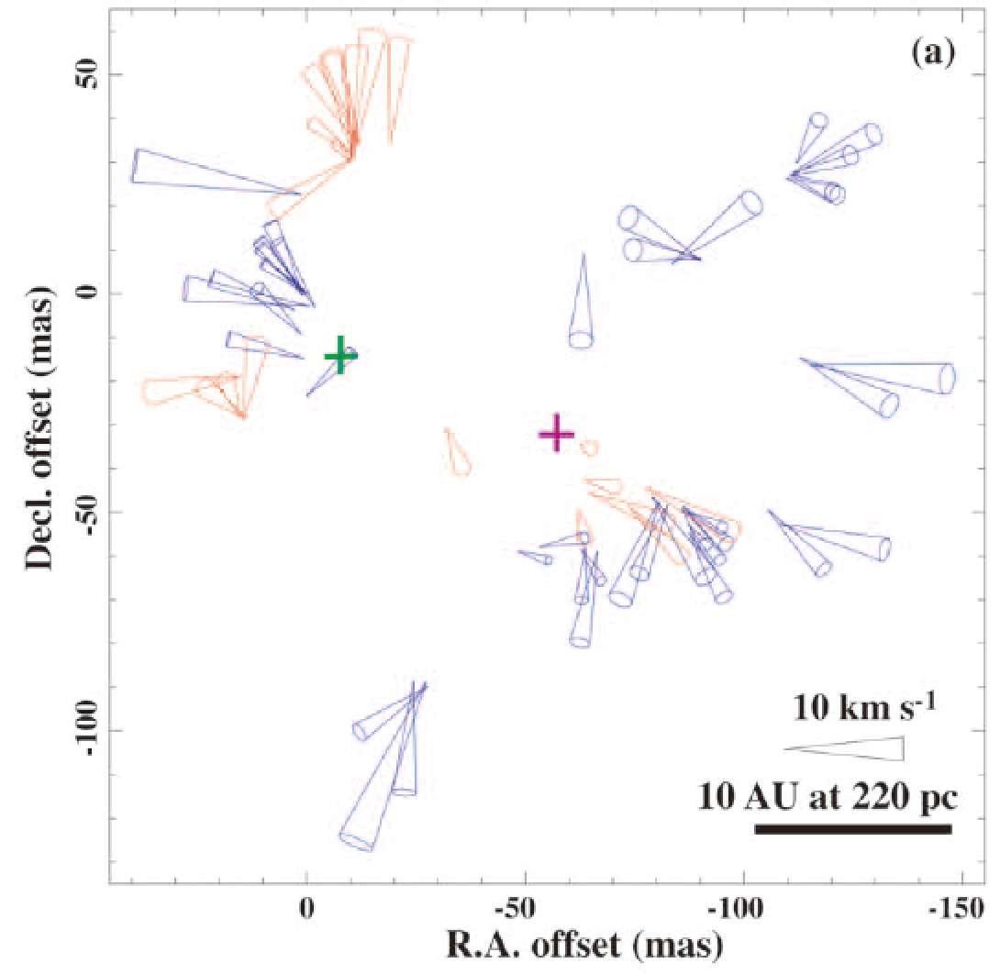 (a)
50
0
-50
-100
Decl. offset (mas)
10 km s-1
10 AU at 220 pc
0
-50
-100
-150
R.A. offset (mas)